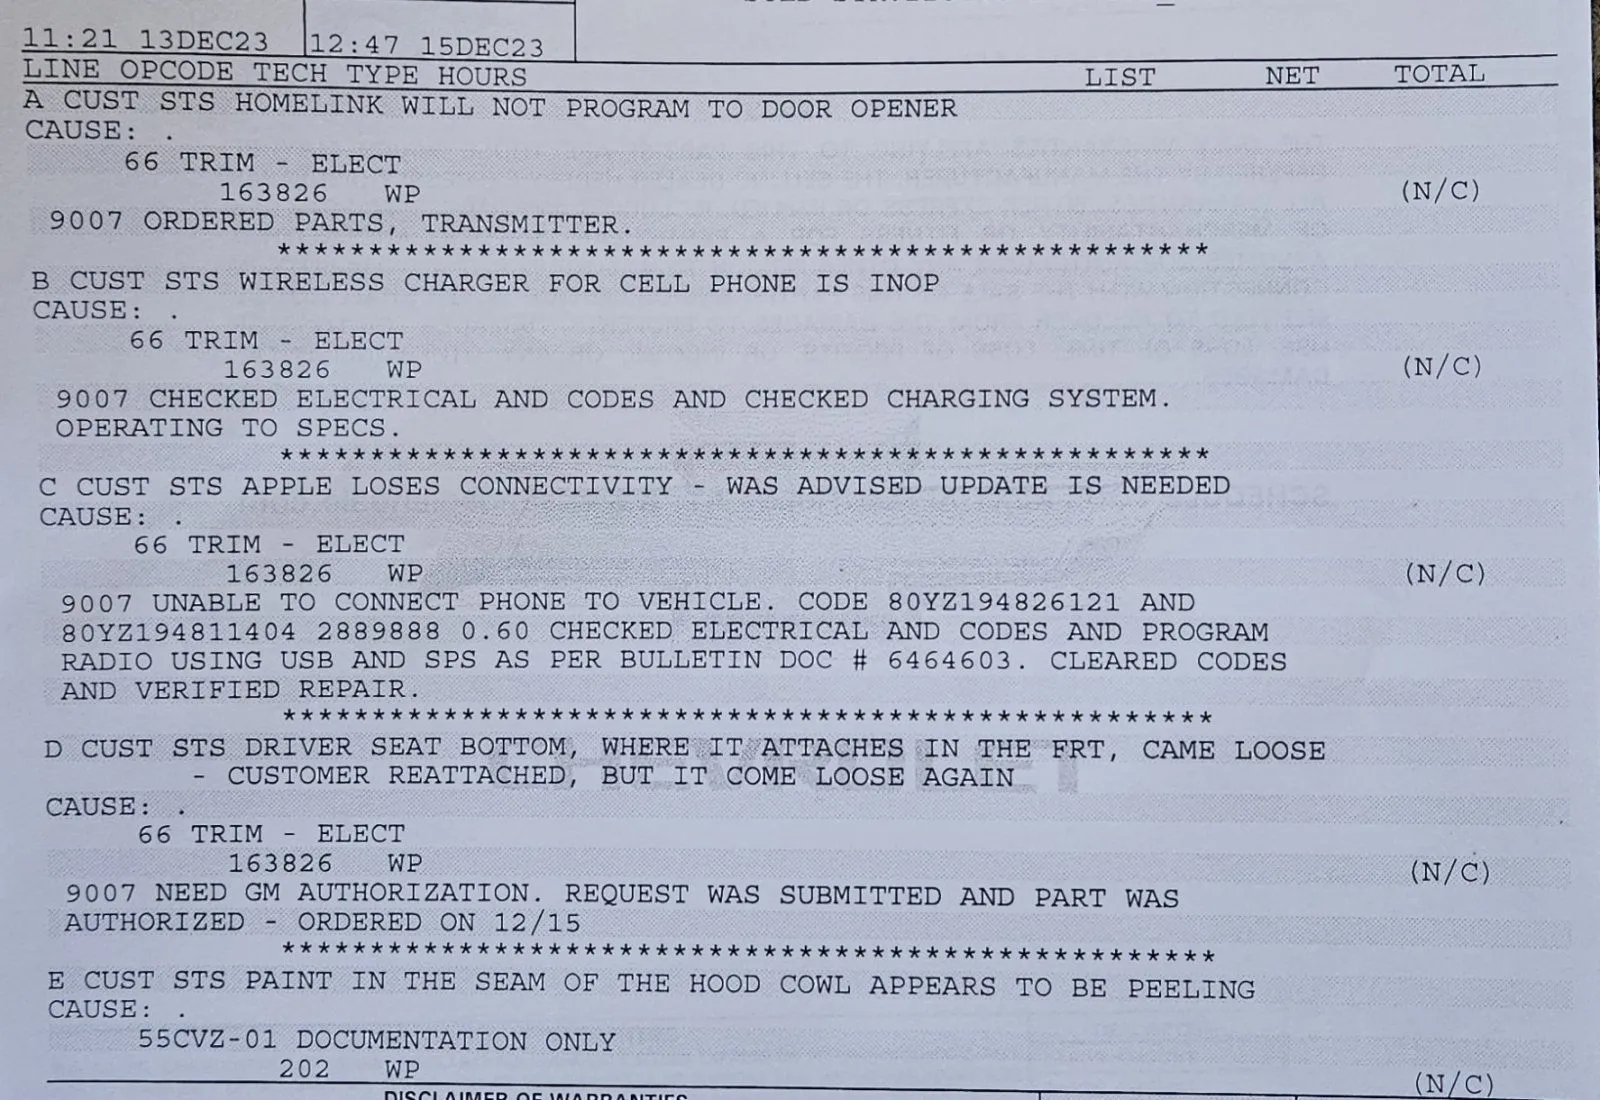 11:21 13DEC23 12:47 15DEC23
LINE OPCODE TECH TYPE HOURS LIST NET TOTAL
A CUST STS HOMELINK WILL NOT PROGRAM TO DOOR OPENER
CAUSE: .
66 TRIM - ELECT
163826 WP (N/C)
9007 ORDERED PARTS, TRANSMITTER.
****************************************************
B CUST STS WIRELESS CHARGER FOR CELL PHONE IS INOP
CAUSE: .
66 TRIM - ELECT
163826 WP (N/C)
9007 CHECKED ELECTRICAL AND CODES AND CHECKED CHARGING SYSTEM.
OPERATING TO SPECS.
****************************************************
C CUST STS APPLE LOSES CONNECTIVITY - WAS ADVISED UPDATE IS NEEDED
CAUSE: .
66 TRIM - ELECT
163826 WP (N/C)
9007 UNABLE TO CONNECT PHONE TO VEHICLE. CODE 80YZ194826121 AND
80YZ194811404 2889888 0.60 CHECKED ELECTRICAL AND CODES AND PROGRAM
RADIO USING USB AND SPS AS PER BULLETIN DOC # 6464603. CLEARED CODES
AND VERIFIED REPAIR.
****************************************************
D CUST STS DRIVER SEAT BOTTOM, WHERE IT ATTACHES IN THE FRT, CAME LOOSE
- CUSTOMER REATTACHED, BUT IT COME LOOSE AGAIN
CAUSE: .
66 TRIM - ELECT
163826 WP (N/C)
9007 NEED GM AUTHORIZATION. REQUEST WAS SUBMITTED AND PART WAS
AUTHORIZED - ORDERED ON 12/15
****************************************************
E CUST STS PAINT IN THE SEAM OF THE HOOD COWL APPEARS TO BE PEELING
CAUSE: .
55CVZ-01 DOCUMENTATION ONLY
202 WP (N/C)
DISCLAIMER OF WARRANTIES